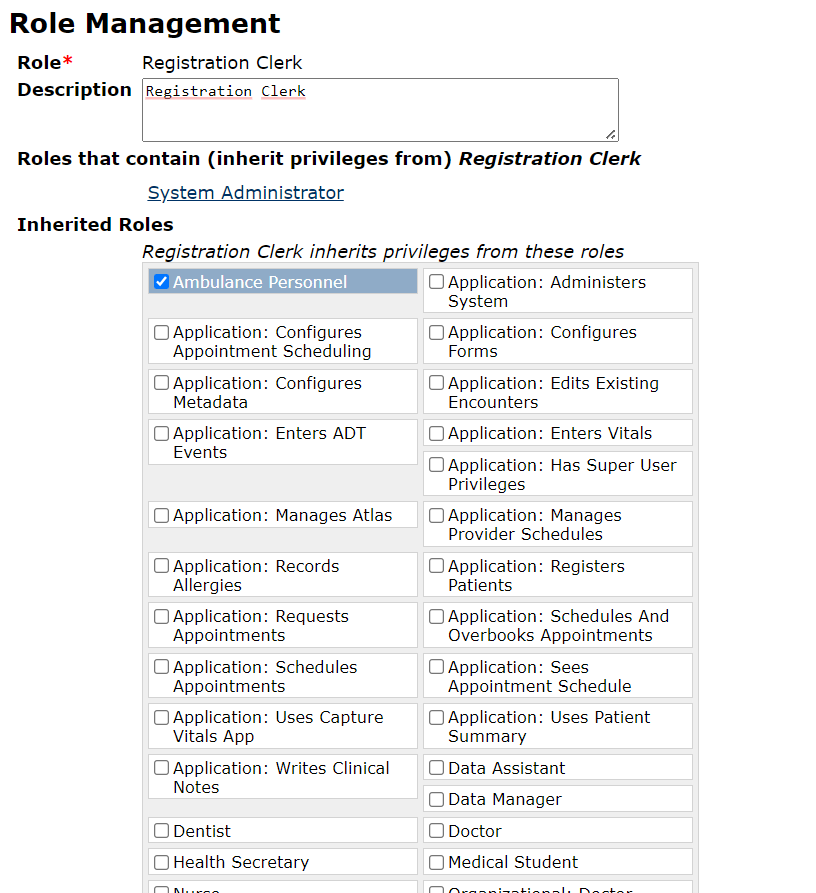 Role Management
Role* Registration Clerk
Description Registration Clerk
Roles that contain (inherit privileges from) Registration Clerk
System Administrator
Inherited Roles
Registration Clerk inherits privileges from these roles
Ambulance Personnel
Application: Administers
System
Application: Configures
Appointment Scheduling
Application: Configures
Forms
Application: Configures
Metadata
Application: Edits Existing
Encounters
Application: Enters ADT
Events
Application: Enters Vitals
Application: Has Super User
Privileges
Application: Manages Atlas
Application: Manages
Provider Schedules
Application: Records
Allergies
Application: Registers
Patients
Application: Requests
Appointments
Application: Schedules And
Overbooks Appointments
Application: Schedules
Appointments
Application: Sees
Appointment Schedule
Application: Uses Capture
Vitals App
Application: Uses Patient
Summary
Application: Writes Clinical
Notes
Data Assistant
Data Manager
Dentist
Doctor
Health Secretary
Medical Student
Nurse
Organizational: Doctor